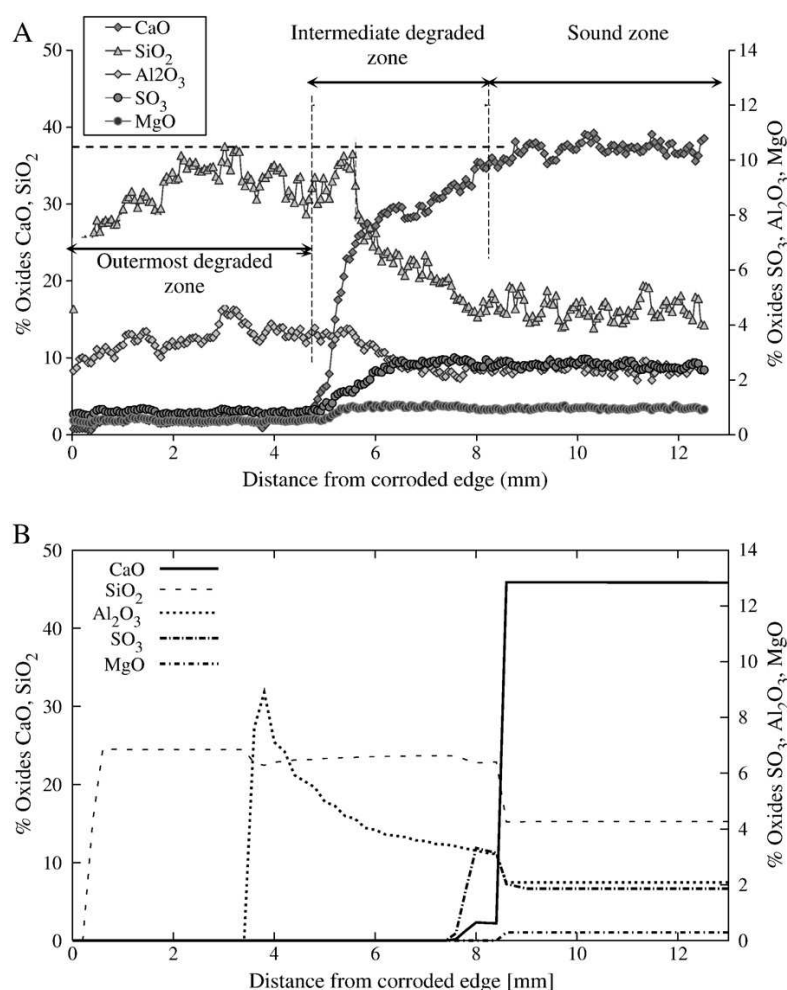 A
CaO
SiO₂
Al2O₃
SO₃
MgO
Intermediate degraded
zone
Sound zone
Outermost degraded
zone
50
40
30
20
10
0
% Oxides CaO, SiO₂
14
12
10
8
6
4
2
0
% Oxides SO₃, Al₂O₃, MgO
0 2 4 6 8 10 12
Distance from corroded edge (mm)
B
CaO
SiO₂
Al₂O₃
SO₃
MgO
50
40
30
20
10
0
% Oxides CaO, SiO₂
14
12
10
8
6
4
2
0
% Oxides SO₃, Al₂O₃, MgO
0 2 4 6 8 10 12
Distance from corroded edge [mm]